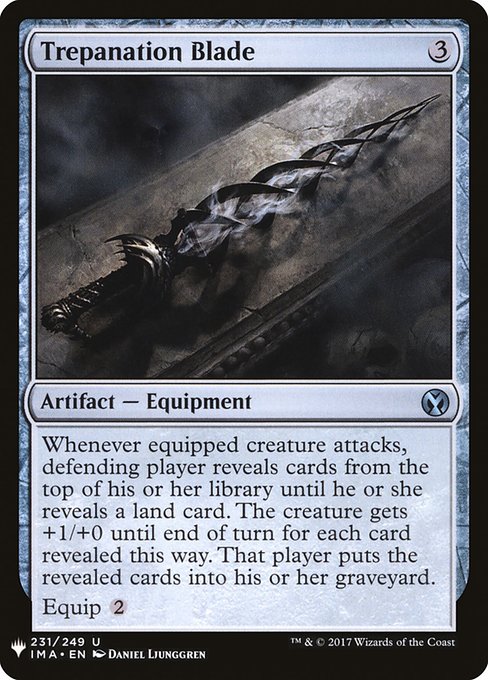 Trepanation Blade 3
Artifact — Equipment
Whenever equipped creature attacks,
defending player reveals cards from the
top of his or her library until he or she
reveals a land card. The creature gets
+1/+0 until end of turn for each card
revealed this way. That player puts the
revealed cards into his or her graveyard.
Equip 2
231/249 U
IMA • EN Daniel Ljunggren
™ & © 2017 Wizards of the Coast